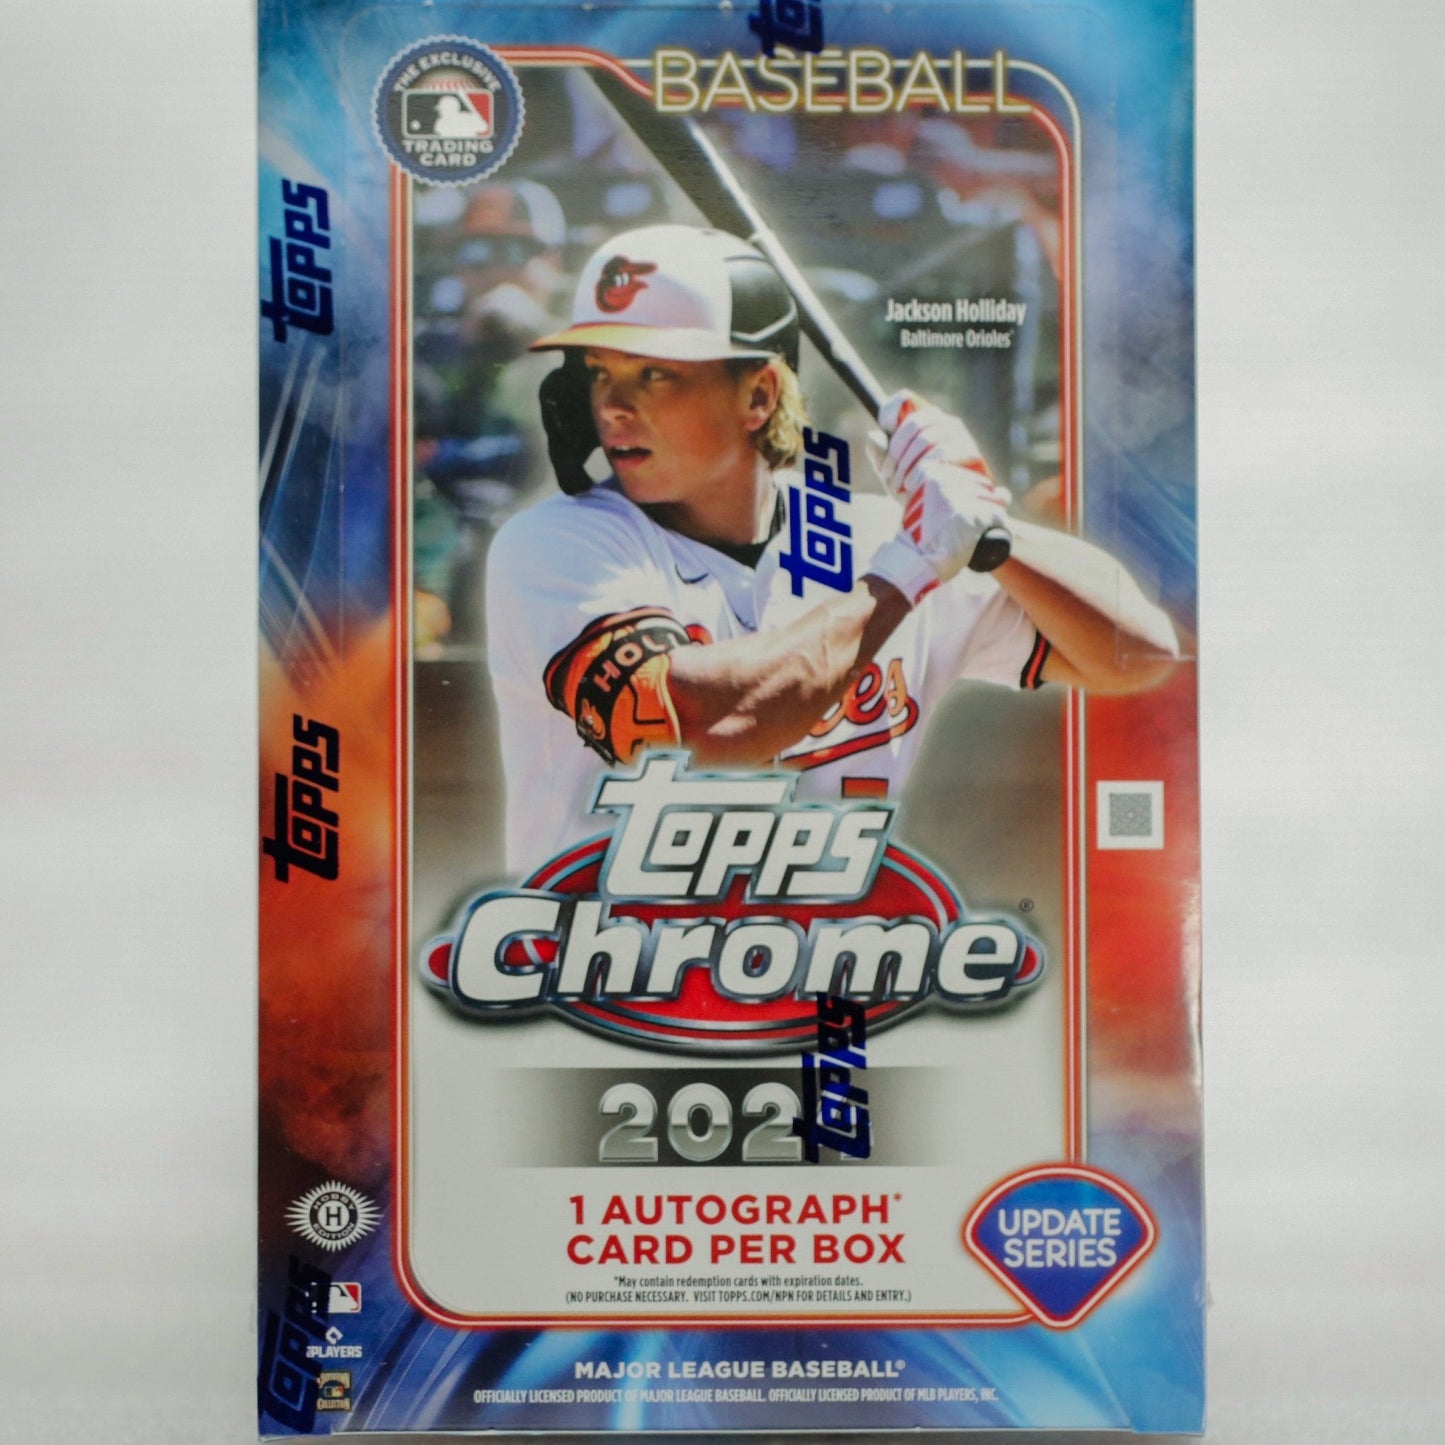 topps
BASEBALL
THE EXCLUSIVE
TRADING
CARD
topps
Jackson Holliday
Baltimore Orioles
topps
HOLL
topps
topps
Chrome®
202
topps
1 AUTOGRAPH*
CARD PER BOX
UPDATE
SERIES
HOBBY
H
EDITION
*May contain redemption cards with expiration dates.
(NO PURCHASE NECESSARY. VISIT TOPPS.COM/NPN FOR DETAILS AND ENTRY.)
topps
PLAYERS
COLLECTION
MAJOR LEAGUE BASEBALL®
OFFICIALLY LICENSED PRODUCT OF MAJOR LEAGUE BASEBALL. OFFICIALLY LICENSED PRODUCT OF MLB PLAYERS, INC.